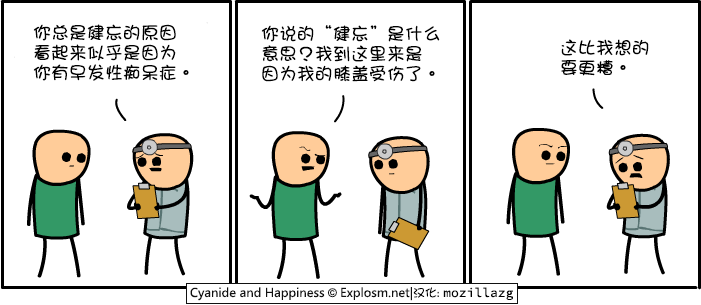 你总是健忘的原因
看起来似乎是因为
你有早发性痴呆症。
你说的“健忘”是什么
意思?我到这里来是
因为我的膝盖受伤了。
这比我想的
要更糟。
Cyanide and Happiness © Explosm.net|汉化: mozillazg